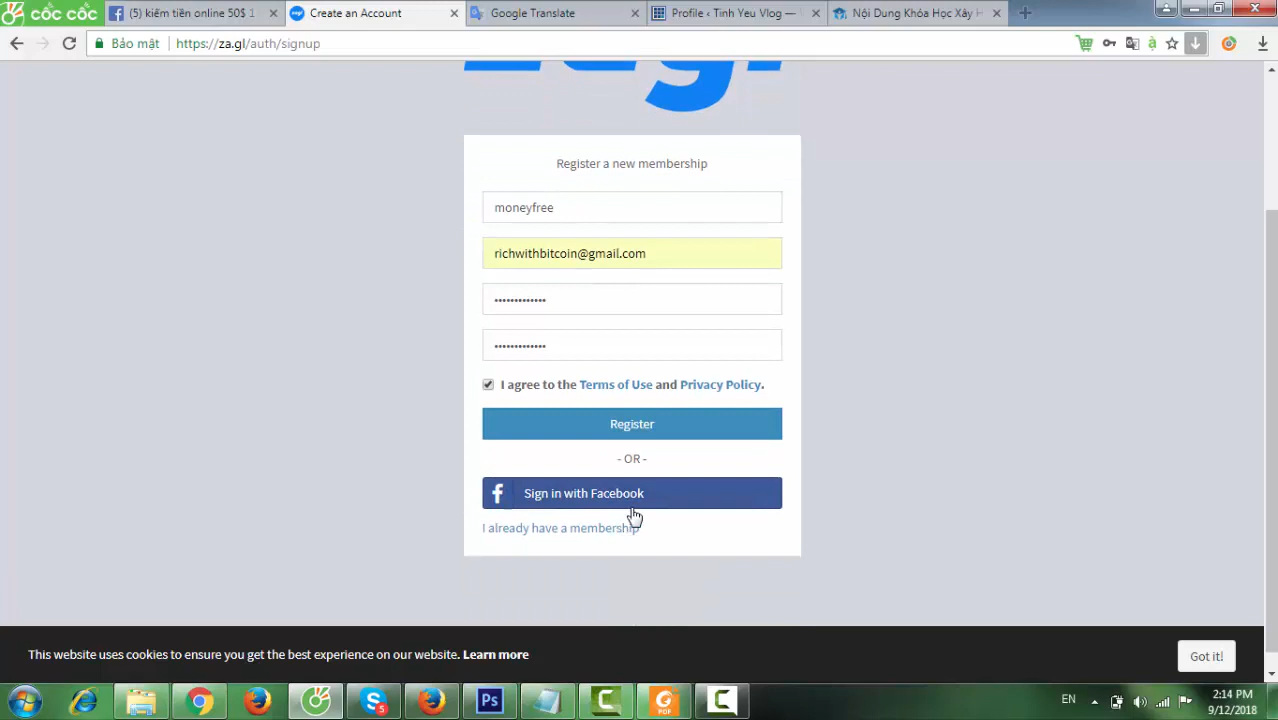 CỐC CỐC
(5) kiếm tiền online 50$ 1
Create an Account
Google Translate
Profile ‹ Tinh Yeu Vlog —
Nội Dung Khóa Học Xây H
Bảo mật
https://za.gl/auth/signup
Register a new membership
moneyfree
richwithbitcoin@gmail.com
•••••••••••••
•••••••••••••
I agree to the Terms of Use and Privacy Policy.
Register
- OR -
f Sign in with Facebook
I already have a membership
This website uses cookies to ensure you get the best experience on our website. Learn more
Got it!
EN
2:14 PM
9/12/2018